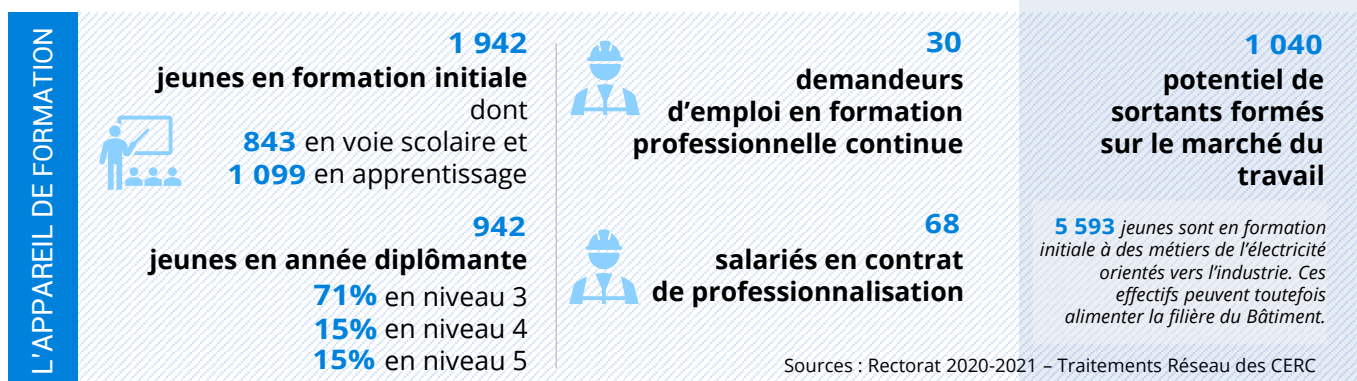 L'APPAREIL DE FORMATION
1 942
jeunes en formation initiale
dont
843 en voie scolaire et
1 099 en apprentissage
942
jeunes en année diplômante
71% en niveau 3
15% en niveau 4
15% en niveau 5
30
demandeurs
d’emploi en formation
professionnelle continue
68
salariés en contrat
de professionnalisation
1 040
potentiel de
sortants formés
sur le marché du
travail
5 593 jeunes sont en formation
initiale à des métiers de l’électricité
orientés vers l’industrie. Ces
effectifs peuvent toutefois
alimenter la filière du Bâtiment.
Sources : Rectorat 2020-2021 – Traitements Réseau des CERC